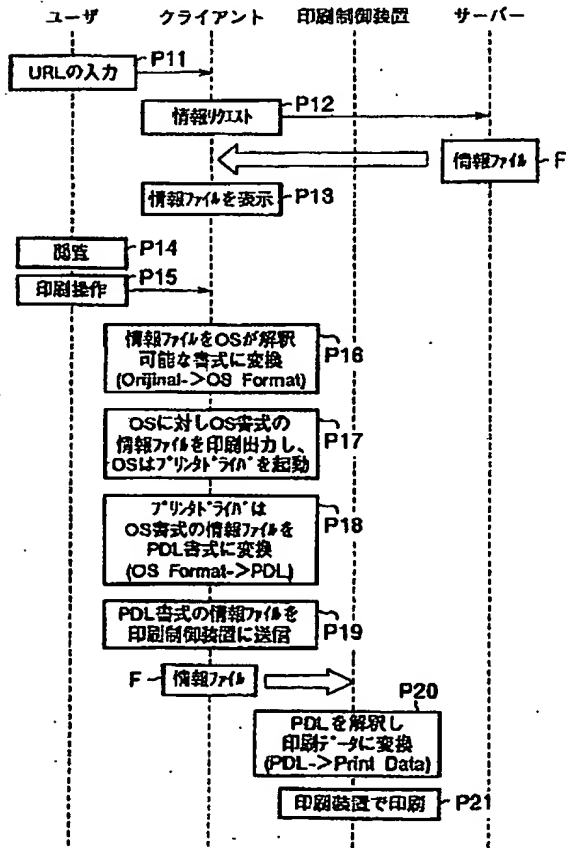 ユーザ クライアント 印刷制御装置 サーバー
URLの入力 P11
情報リクエスト P12
情報ファイル F
情報ファイルを表示 P13
閲覧 P14
印刷操作 P15
情報ファイルをOSが解釈
可能な書式に変換
(Original->OS Format)
P16
OSに対しOS書式の
情報ファイルを印刷出力し、
OSはプリンタドライバを起動
P17
プリンタドライバは
OS書式の情報ファイルを
PDL書式に変換
(OS Format->PDL)
P18
PDL書式の情報ファイルを
印刷制御装置に送信
P19
F 情報ファイル
P20
PDLを解釈し
印刷データに変換
(PDL->Print Data)
印刷装置で印刷 P21